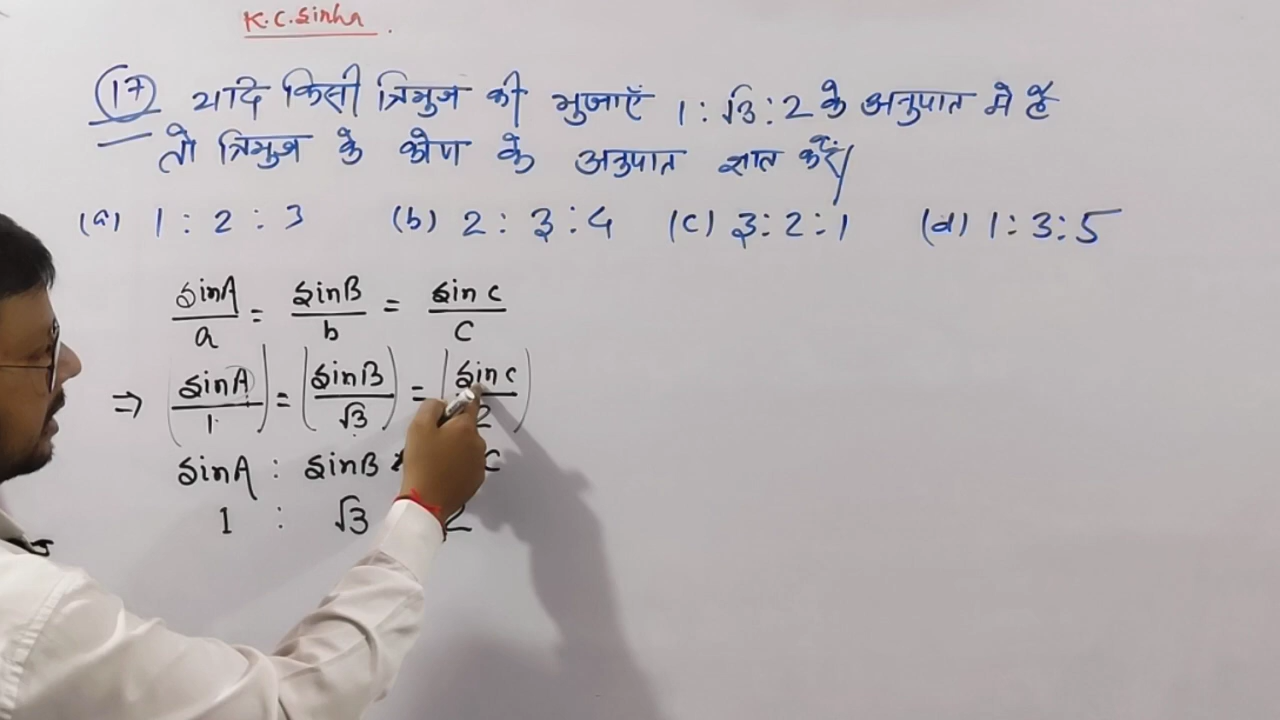 K.C.Sinha
(17) यदि किसी त्रिभुज की भुजाएँ 1 : √3 : 2 के अनुपात मे हैं
तो त्रिभुज के कोण के अनुपात ज्ञात करें।
(a) 1 : 2 : 3 (b) 2 : 3 : 4 (c) 3 : 2 : 1 (d) 1 : 3 : 5
sinA/a = sinB/b = sinc/c
⇒ (sinA/1) = (sinB/√3) = (sinc/2)
sinA : sinB c
1 : √3 2